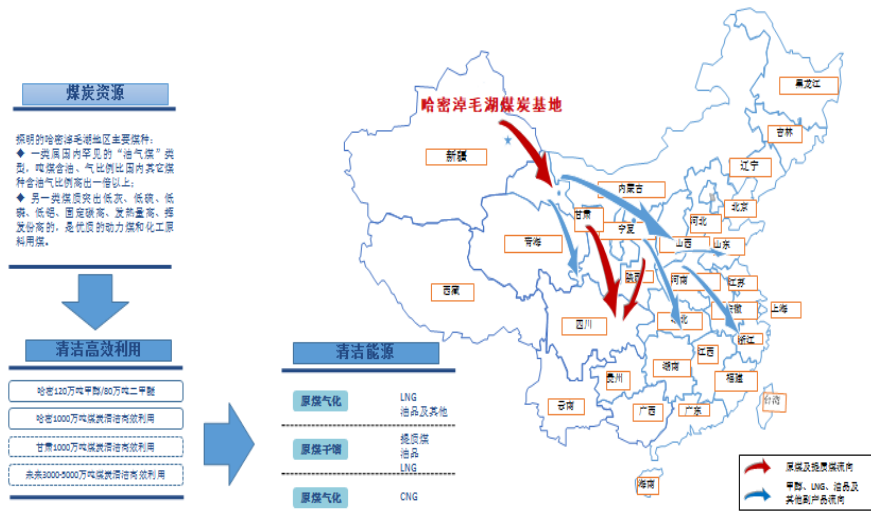 煤炭资源
探明的哈密淖毛湖地区主要煤种：
◆ 一类属国内罕见的“油气煤”类
型，吨煤含油、气比例比国内其它煤
种含油气比例高出一倍以上；
◆ 另一类煤质突出低灰、低硫、低
磷、低铝、固定碳高、发热量高、挥
发份高的，是优质的动力煤和化工原
料用煤。
清洁高效利用
哈密120万吨甲醇/80万吨二甲醚
哈密1000万吨煤炭清洁高效利用
甘肃1000万吨煤炭清洁高效利用
未来3000-5000万吨煤炭清洁高效利用
清洁能源
原煤气化
LNG
油品及其他
原煤干馏
提质煤
油品
LNG
原煤气化
CNG
哈密淖毛湖煤炭基地
黑龙江
吉林
辽宁
新疆
内蒙古
北京
甘肃
宁夏
河北
青海
山西
山东
陕西
河南
江苏
西藏
安徽
上海
四川
湖北
浙江
江西
湖南
贵州
福建
云南
广西
广东
台湾
海南
原煤及提质煤流向
甲醇、LNG、油品及
其他副产品流向